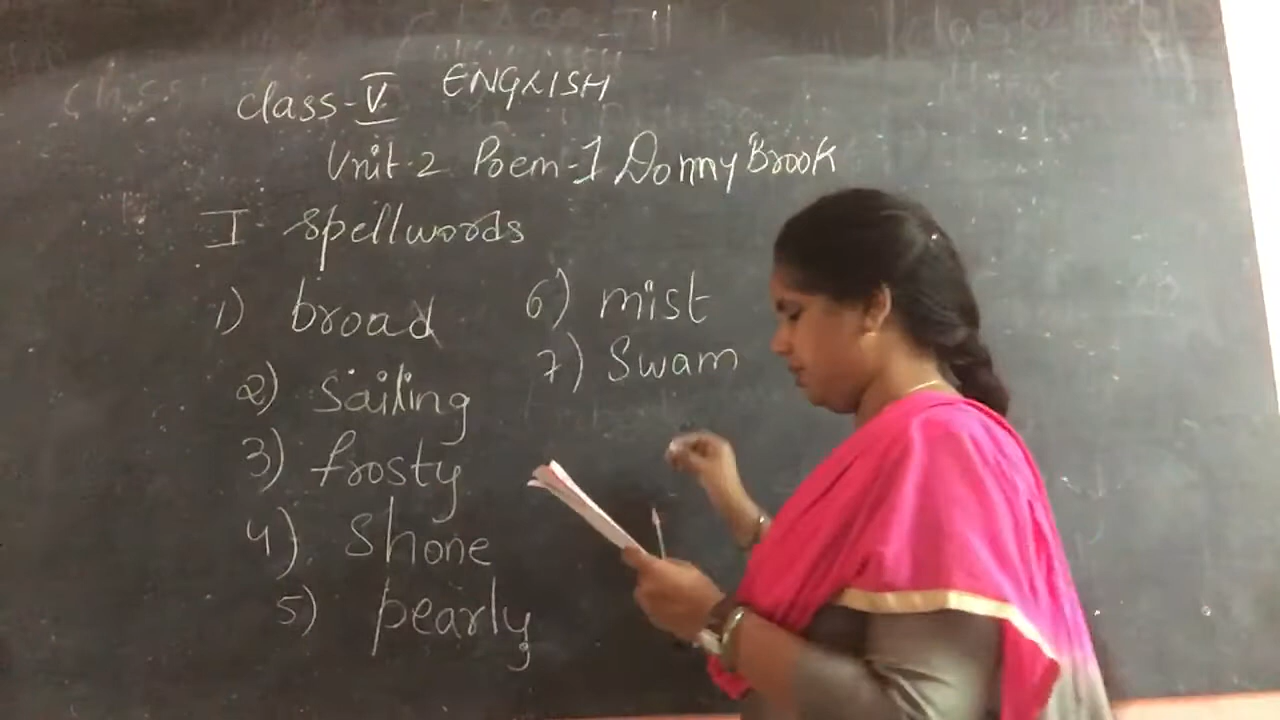 class-V ENGLISH
Unit-2 Poem-1 Donny Brook
I spellwords
1) broad
2) sailing
3) frosty
4) shone
5) pearly
6) mist
7) Swam